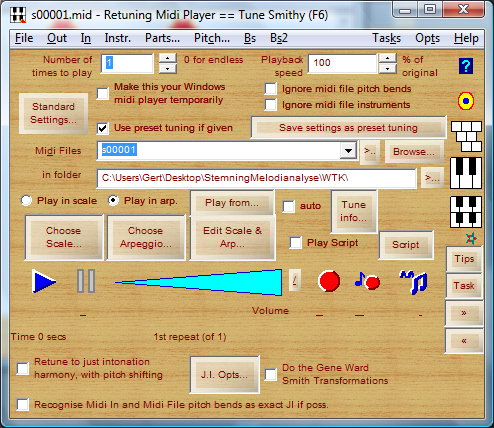 s00001.mid - Retuning Midi Player == Tune Smithy (F6)
File Out In Instr. Parts... Pitch... Bs Bs2 Tasks Opts Help
Number of times to play 1 0 for endless Playback speed 100 % of original
Make this your Windows midi player temporarily
Ignore midi file pitch bends
Ignore midi file instruments
Standard Settings...
Use preset tuning if given Save settings as preset tuning
Midi Files s00001 >.. Browse...
in folder C:\Users\Gert\Desktop\StemningMelodianalyse\WTK\ >...
Play in scale Play in arp. Play from... auto Tune info...
Choose Scale... Choose Arpeggio... Edit Scale & Arp... Play Script Script
Tips
Task
»
«
Volume
Time 0 secs 1st repeat (of 1)
Retune to just intonation harmony, with pitch shifting J.I. Opts... Do the Gene Ward Smith Transformations
Recognise Midi In and Midi File pitch bends as exact JI if poss.